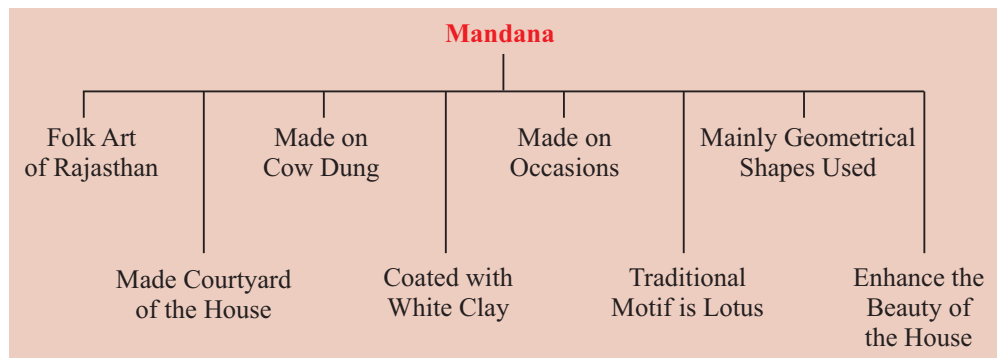 Mandana
Folk Art
of Rajasthan
Made on
Cow Dung
Made on
Occasions
Mainly Geometrical
Shapes Used
Made Courtyard
of the House
Coated with
White Clay
Traditional
Motif is Lotus
Enhance the
Beauty of
the House